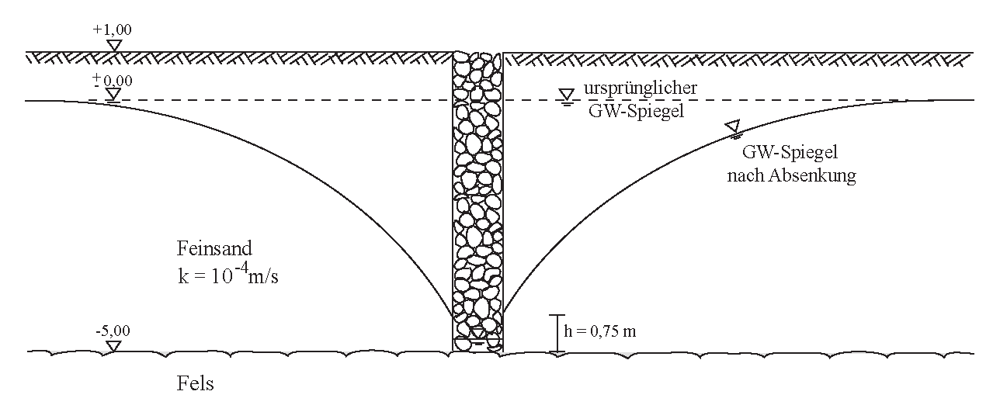 +1,00
±0,00
ursprünglicher
GW-Spiegel
GW-Spiegel
nach Absenkung
Feinsand
k = 10⁻⁴m/s
-5,00
h = 0,75 m
Fels